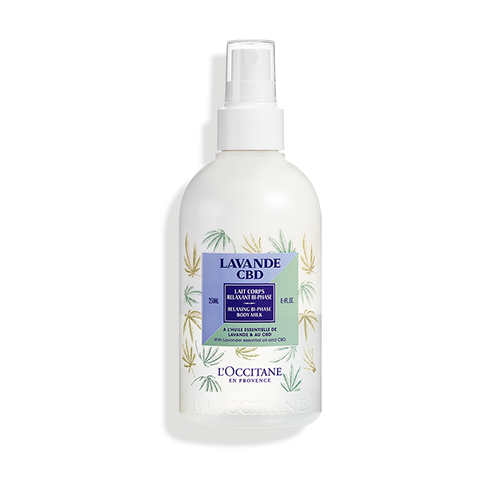 LAVANDE
CBD
LAIT CORPS
RELAXANT BI-PHASE
250ML
8.4FL.OZ.
RELAXING BI-PHASE
BODY MILK
A L'HUILE ESSENTIELLE DE
LAVANDE & AU CBD
With Lavender essential oil and CBD
L'OCCITANE
EN PROVENCE
L'OCCITANE